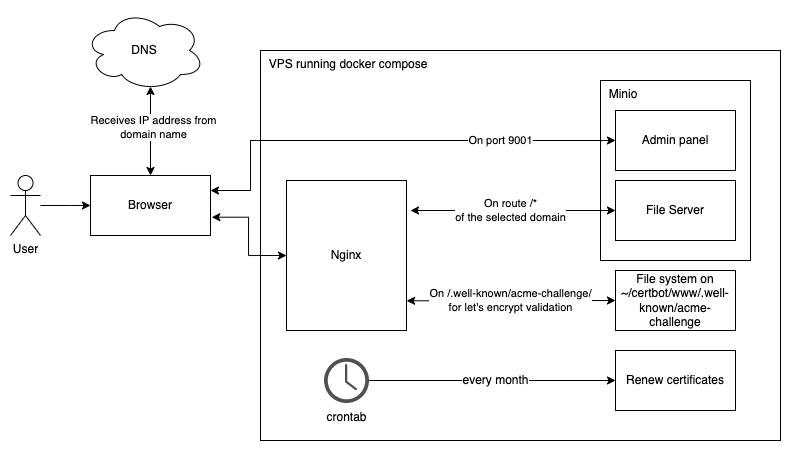 DNS
VPS running docker compose
Minio
Receives IP address from
domain name
On port 9001
Admin panel
Browser
User
On route /*
of the selected domain
File Server
Nginx
On /.well-known/acme-challenge/
for let's encrypt validation
File system on
~/certbot/www/.well-
known/acme-
challenge
every month
Renew certificates
crontab